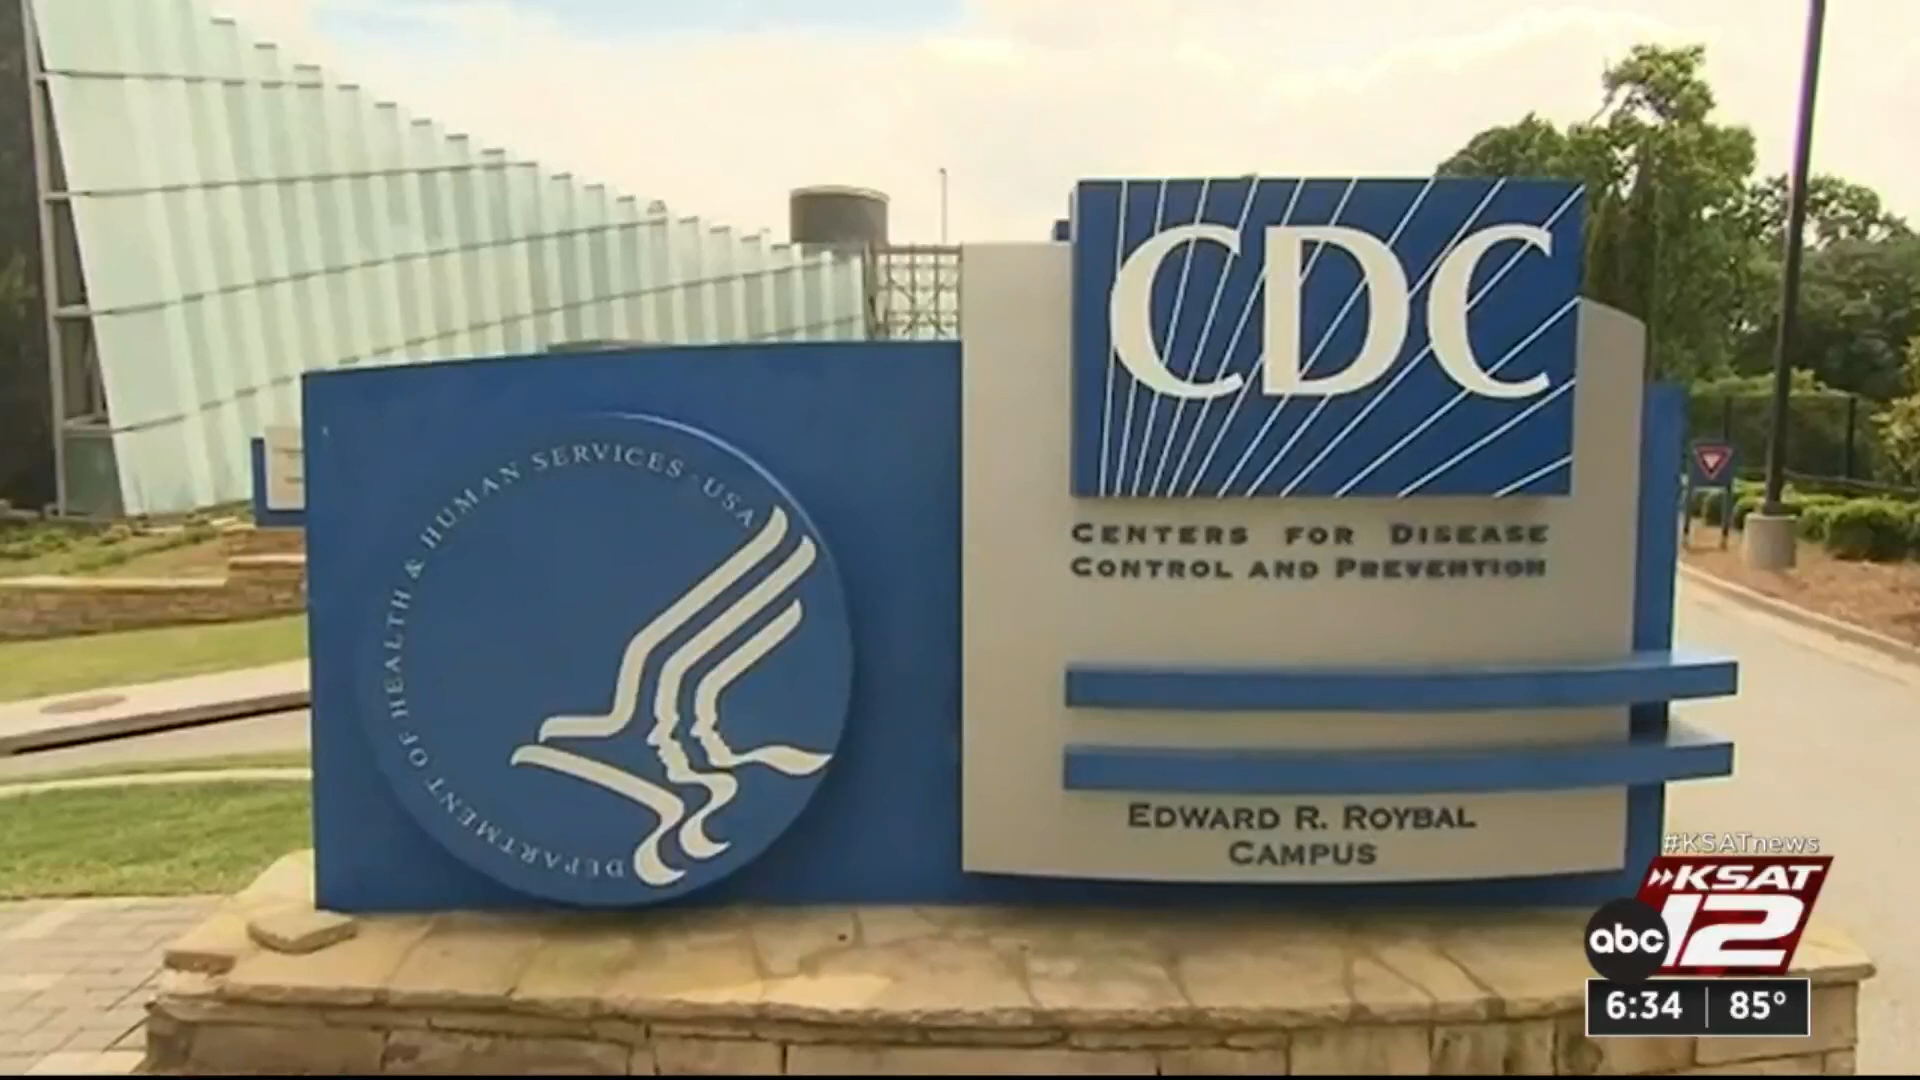 DEPARTMENT OF HEALTH & HUMAN SERVICES · USA
CDC
CENTERS FOR DISEASE
CONTROL AND PREVENTION
EDWARD R. ROYBAL
CAMPUS
#KSATnews
KSAT
abc 12
6:34 85°